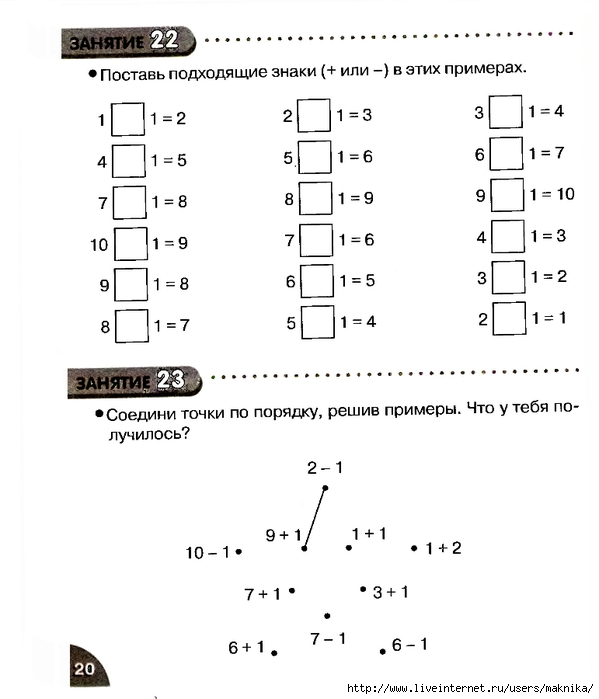 ЗАНЯТИЕ 22
• Поставь подходящие знаки (+ или –) в этих примерах.
1 □ 1 = 2 2 □ 1 = 3 3 □ 1 = 4
4 □ 1 = 5 5 □ 1 = 6 6 □ 1 = 7
7 □ 1 = 8 8 □ 1 = 9 9 □ 1 = 10
10 □ 1 = 9 7 □ 1 = 6 4 □ 1 = 3
9 □ 1 = 8 6 □ 1 = 5 3 □ 1 = 2
8 □ 1 = 7 5 □ 1 = 4 2 □ 1 = 1
ЗАНЯТИЕ 23
• Соедини точки по порядку, решив примеры. Что у тебя по-
лучилось?
2 – 1
9 + 1 1 + 1
10 – 1 1 + 2
7 + 1 3 + 1
6 + 1 7 – 1 6 – 1
20
http://www.liveinternet.ru/users/maknika/